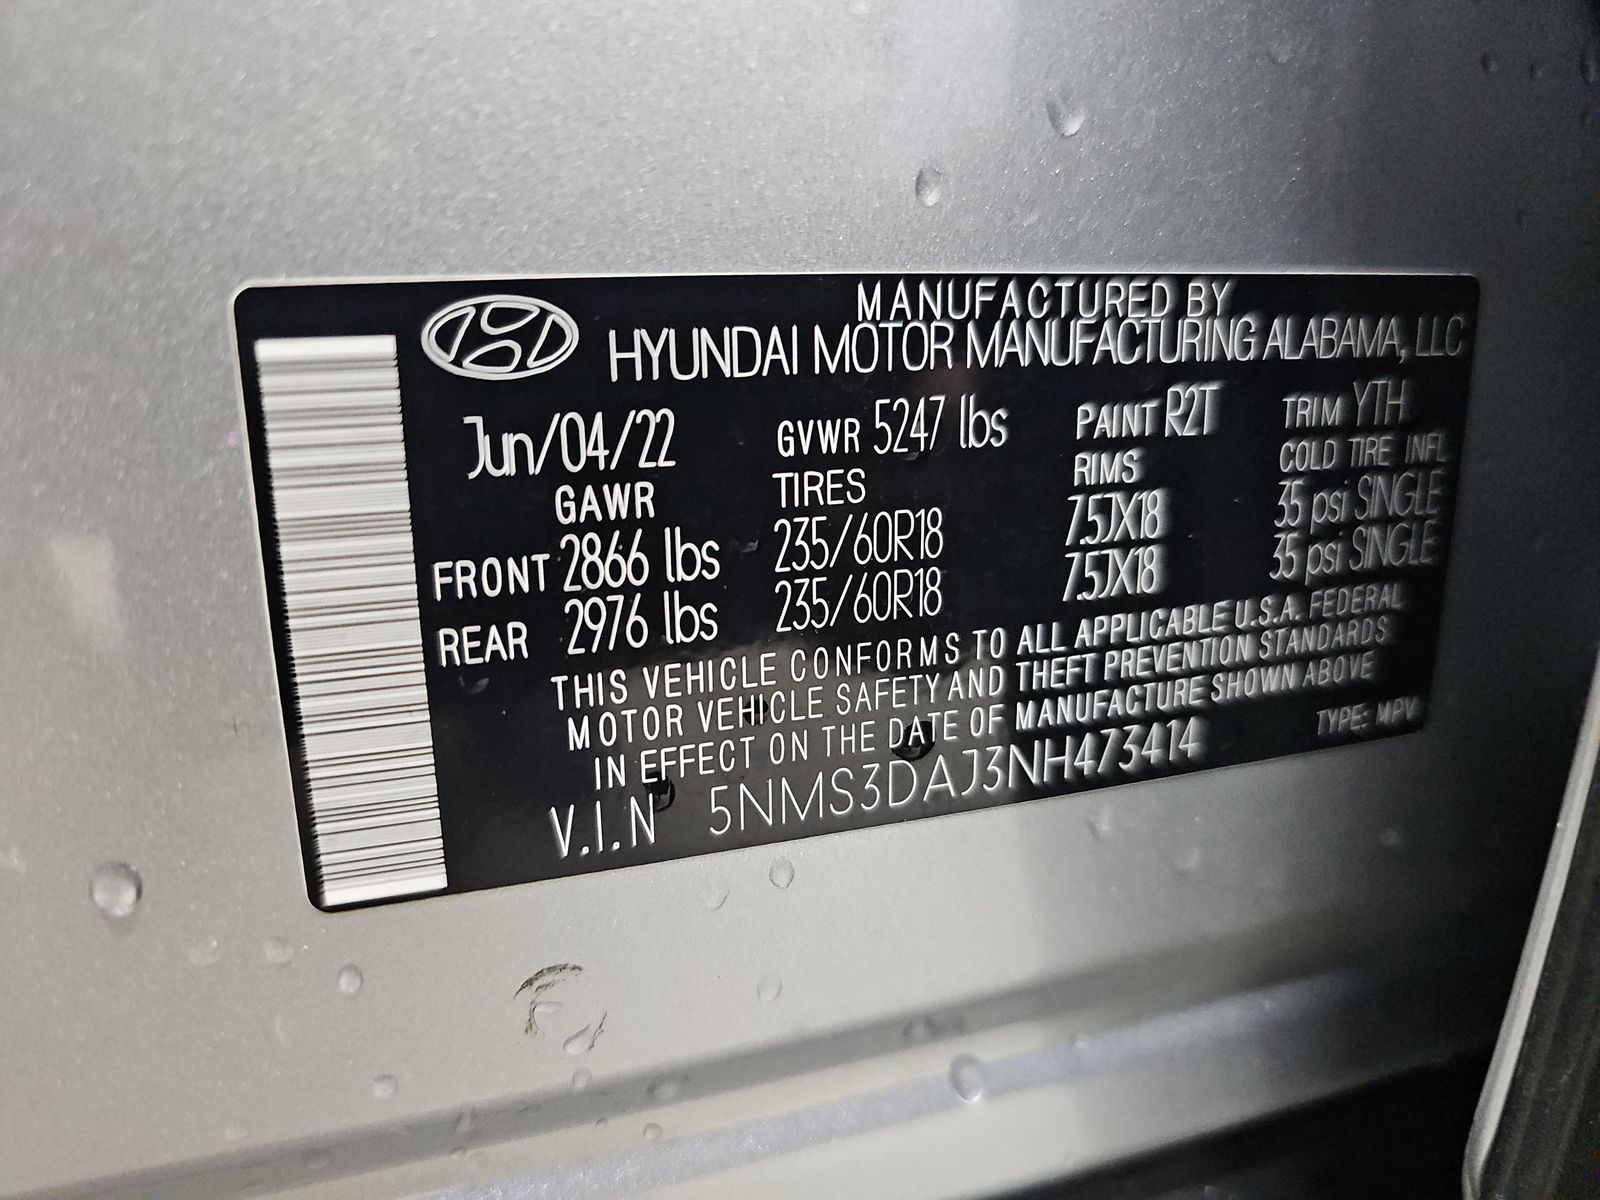 MANUFACTURED BY
HYUNDAI MOTOR MANUFACTURING ALABAMA, LLC
Jun/04/22 GVWR 5247 lbs PAINT R2T TRIM YTH
GAWR TIRES RIMS COLD TIRE INFL
FRONT 2866 lbs 235/60R18 7.5JX18 35 psi SINGLE
REAR 2976 lbs 235/60R18 7.5JX18 35 psi SINGLE
THIS VEHICLE CONFORMS TO ALL APPLICABLE U.S.A. FEDERAL
MOTOR VEHICLE SAFETY AND THEFT PREVENTION STANDARDS
IN EFFECT ON THE DATE OF MANUFACTURE SHOWN ABOVE
V.I.N 5NMS3DAJ3NH473414 TYPE: MPV